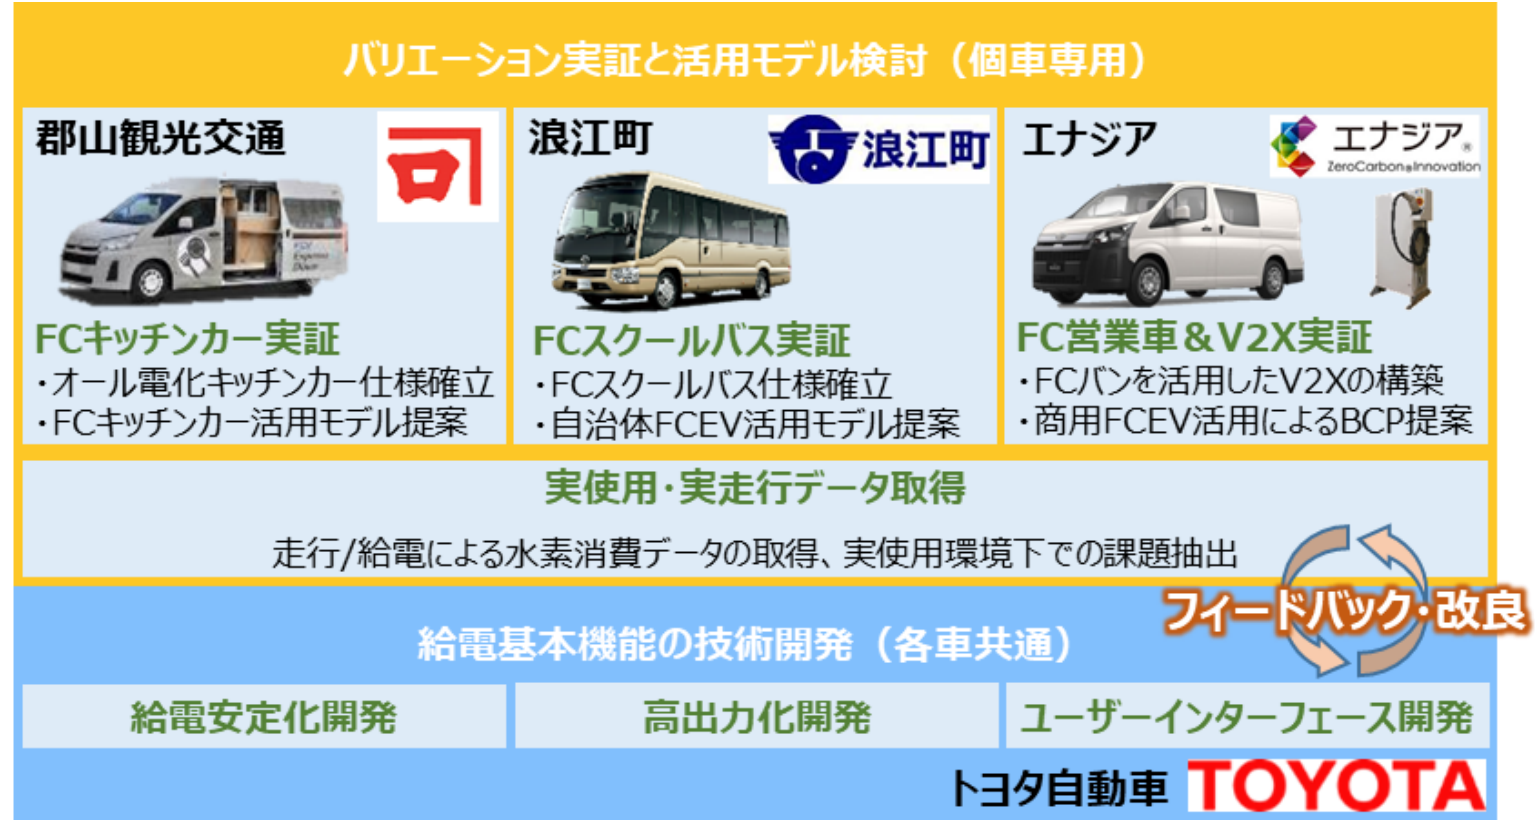 バリエーション実証と活用モデル検討（個車専用）
郡山観光交通
浪江町
浪江町
エナジア
エナジア®
ZeroCarbon Innovation
FCキッチンカー実証
・オール電化キッチンカー仕様確立
・FCキッチンカー活用モデル提案
FCスクールバス実証
・FCスクールバス仕様確立
・自治体FCEV活用モデル提案
FC営業車＆V2X実証
・FCバンを活用したV2Xの構築
・商用FCEV活用によるBCP提案
実使用・実走行データ取得
走行/給電による水素消費データの取得、実使用環境下での課題抽出
フィードバック・改良
給電基本機能の技術開発（各車共通）
給電安定化開発
高出力化開発
ユーザーインターフェース開発
トヨタ自動車 TOYOTA